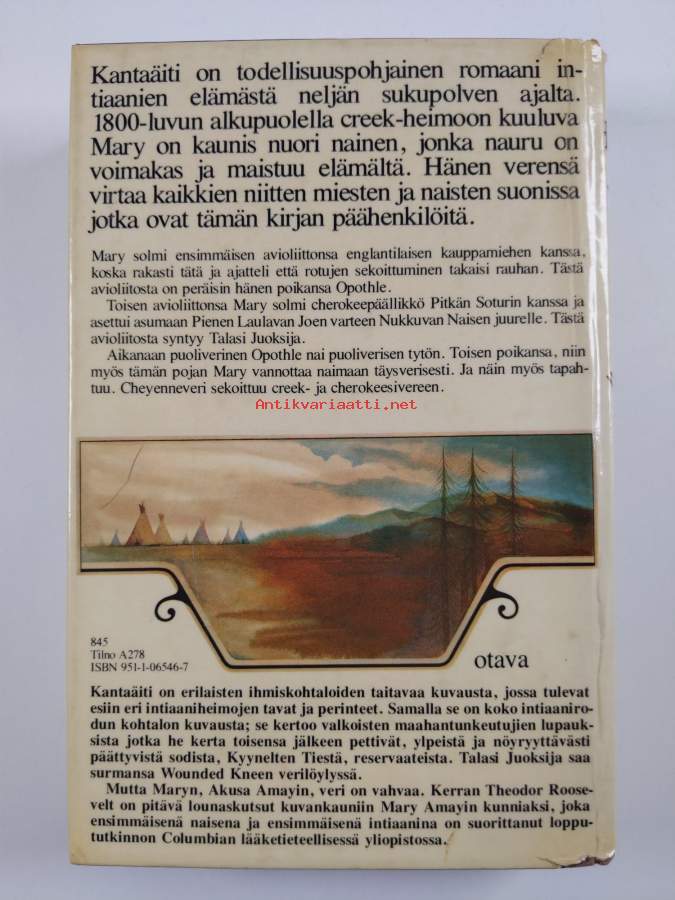 Kantaäiti on todellisuuspohjainen romaani in-
tiaanien elämästä neljän sukupolven ajalta.
1800-luvun alkupuolella creek-heimoon kuuluva
Mary on kaunis nuori nainen, jonka nauru on
voimakas ja maistuu elämältä. Hänen verensä
virtaa kaikkien niitten miesten ja naisten suonissa
jotka ovat tämän kirjan päähenkilöitä.
Mary solmi ensimmäisen avioliittonsa englantilaisen kauppamiehen kanssa,
koska rakasti tätä ja ajatteli että rotujen sekoittuminen takaisi rauhan. Tästä
avioliitosta on peräisin hänen poikansa Opothle.
Toisen avioliittonsa Mary solmi cherokeepäällikkö Pitkän Soturin kanssa ja
asettui asumaan Pienen Laulavan Joen varteen Nukkuvan Naisen juurelle. Tästä
avioliitosta syntyy Talasi Juoksija.
Aikanaan puoliverinen Opothle nai puoliverisen tytön. Toisen poikansa, niin
myös tämän pojan Mary vannottaa naimaan täysverisesti. Ja näin myös tapah-
tuu. Cheyenneveri sekoittuu creek- ja cherokeesivereen.
Antikvariaatti.net
845
Tilno A278
ISBN 951-1-06546-7
otava
Kantaäiti on erilaisten ihmiskohtaloiden taitavaa kuvausta, jossa tulevat
esiin eri intiaaniheimojen tavat ja perinteet. Samalla se on koko intiaaniro-
dun kohtalon kuvausta; se kertoo valkoisten maahantunkeutujien lupauk-
sista jotka he kerta toisensa jälkeen pettivät, ylpeistä ja nöyryyttävästi
päättyvistä sodista, Kyynelten Tiestä, reservaateista. Talasi Juoksija saa
surmansa Wounded Kneen verilöylyssä.
Mutta Maryn, Akusa Amayin, veri on vahvaa. Kerran Theodor Roose-
velt on pitävä lounaskutsut kuvankauniin Mary Amayin kunniaksi, joka
ensimmäisenä naisena ja ensimmäisenä intiaanina on suorittanut loppu-
tutkinnon Columbian lääketieteellisessä yliopistossa.